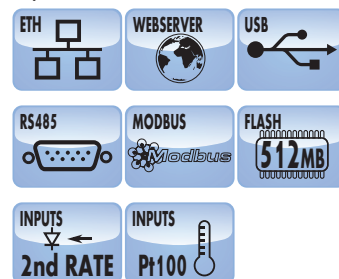 ETH
WEBSERVER
USB
RS485
MODBUS
Modbus
FLASH
512MB
INPUTS
2nd RATE
INPUTS
Pt100